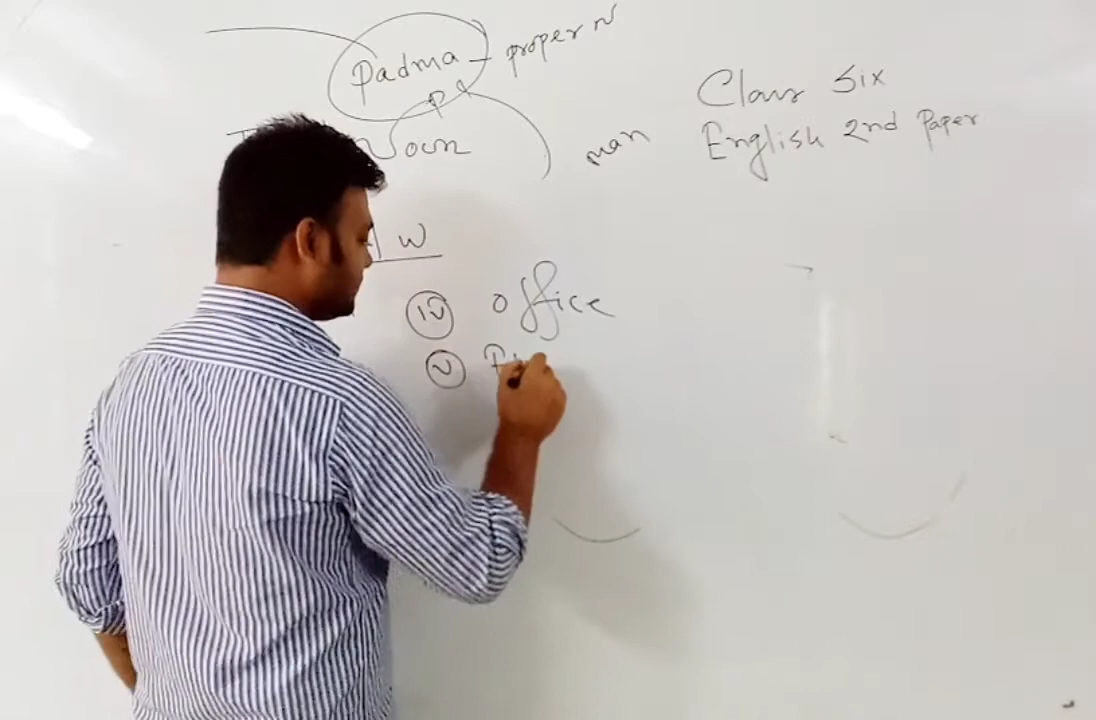 Padma - proper n
Class Six
Noun
man
English 2nd Paper
W
iv office
v